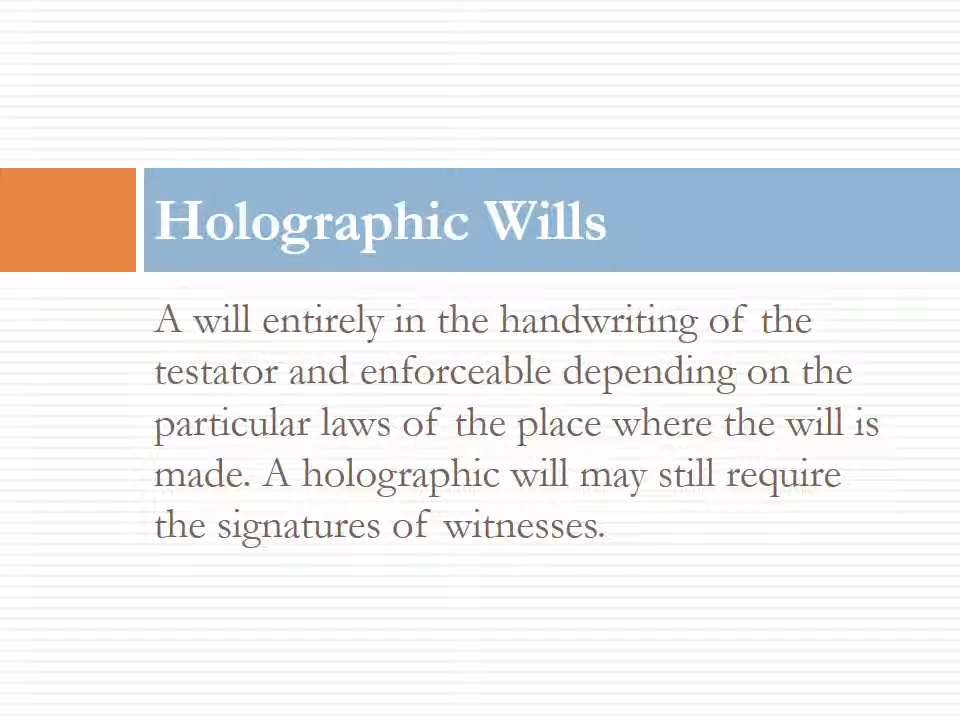 Holographic Wills
A will entirely in the handwriting of the
testator and enforceable depending on the
particular laws of the place where the will is
made. A holographic will may still require
the signatures of witnesses.